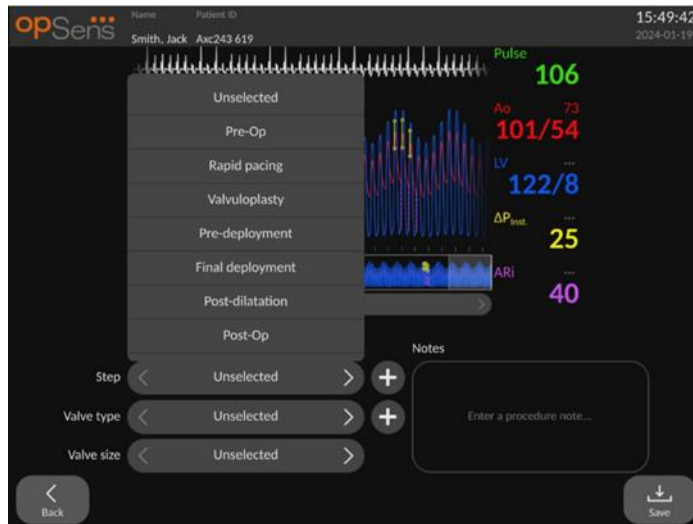 opSens
Name
Patient ID
15:49:42
Smith, Jack
Axc243 619
2024-01-19
Pulse
106
Ao
73
101/54
LV
---
122/8
ΔPInst.
---
25
ARi
---
40
Unselected
Pre-Op
Rapid pacing
Valvuloplasty
Pre-deployment
Final deployment
Post-dilatation
Post-Op
Step
Unselected
Valve type
Unselected
Valve size
Unselected
Notes
Enter a procedure note...
Back
Save